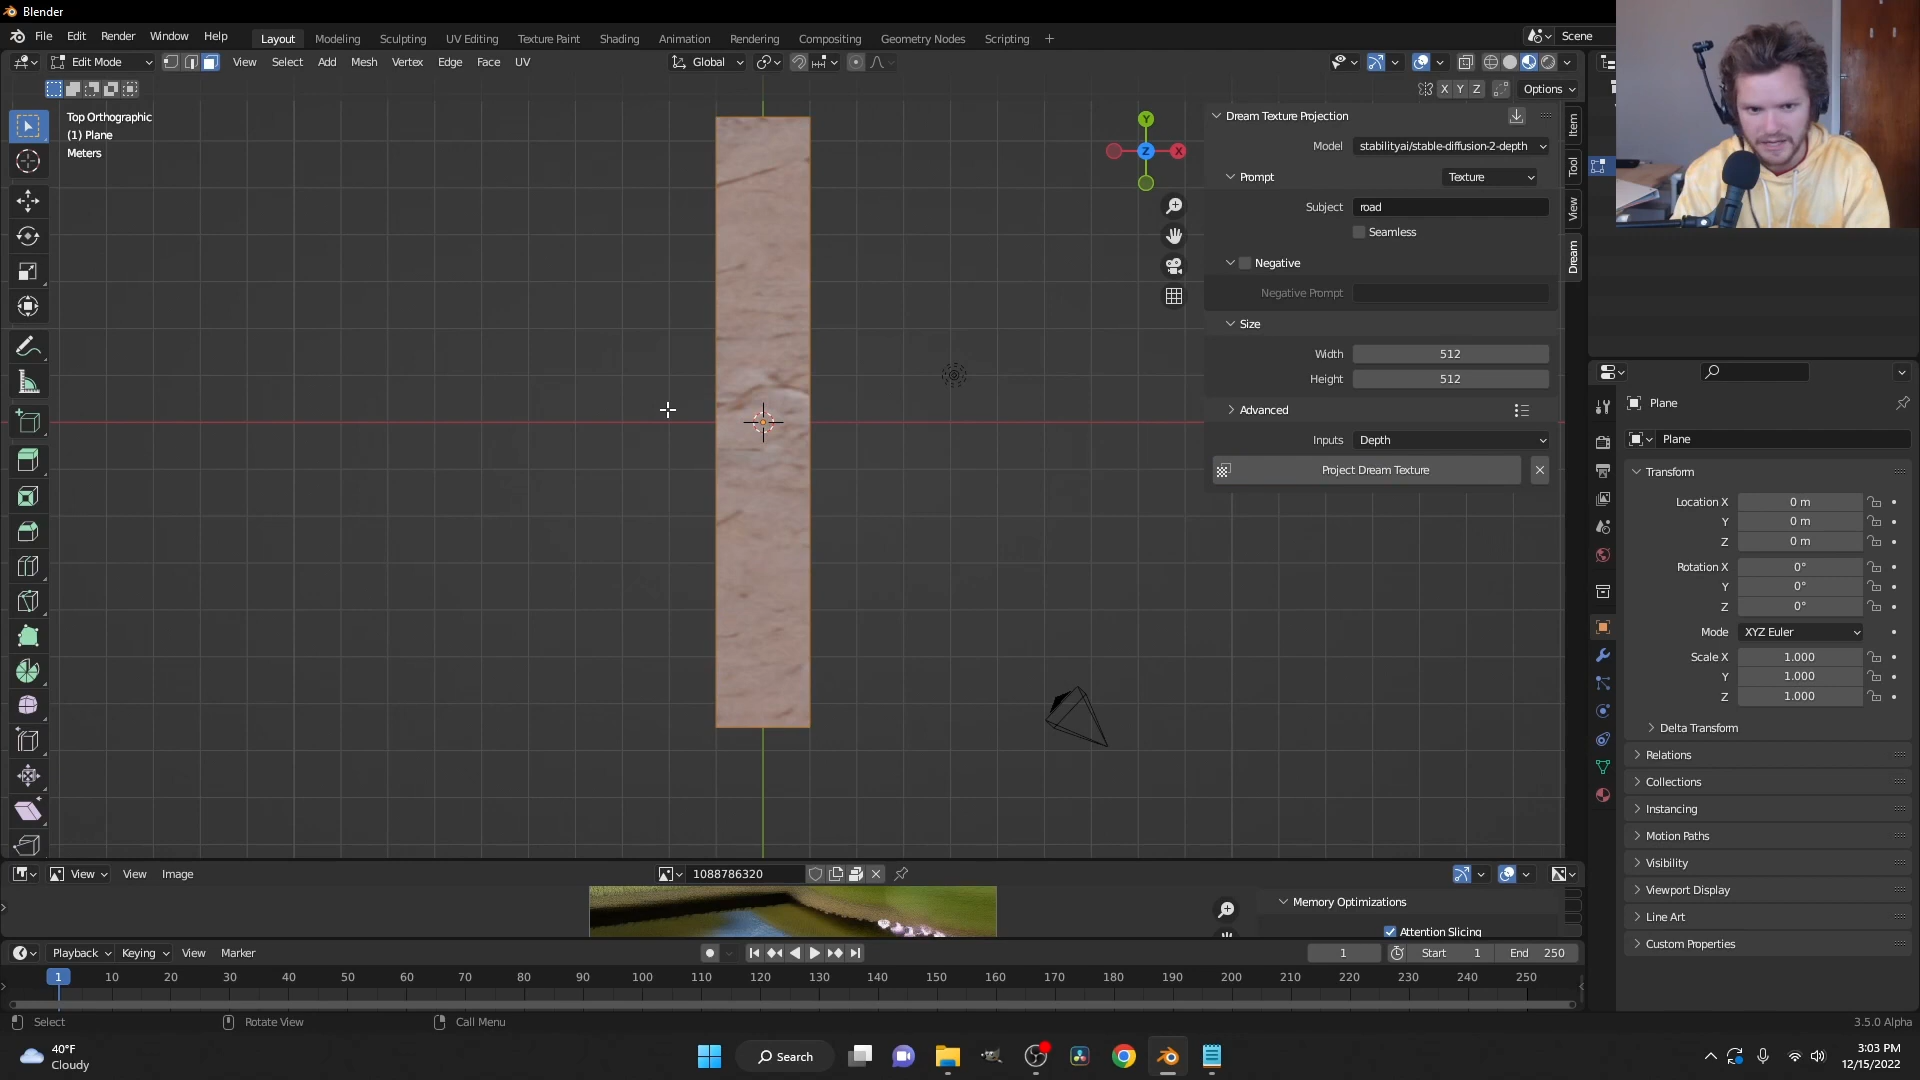 Blender
File Edit Render Window Help Layout Modeling Sculpting UV Editing Texture Paint Shading Animation Rendering Compositing Geometry Nodes Scripting + Scene
Edit Mode View Select Add Mesh Vertex Edge Face UV Global
X Y Z Options
Top Orthographic
(1) Plane
Meters
Y
X
Z
Dream Texture Projection
Model stabilityai/stable-diffusion-2-depth
Prompt Texture
Subject road
Seamless
Negative
Negative Prompt
Size
Width 512
Height 512
Advanced
Inputs Depth
Project Dream Texture
Item
Tool
View
Dream
Plane
Plane
Transform
Location X 0 m
Y 0 m
Z 0 m
Rotation X 0°
Y 0°
Z 0°
Mode XYZ Euler
Scale X 1.000
Y 1.000
Z 1.000
Delta Transform
Relations
Collections
Instancing
Motion Paths
Visibility
Viewport Display
Line Art
Custom Properties
View View Image 1088786320
Memory Optimizations
Attention Slicing
Playback Keying View Marker 1 Start 1 End 250
1 10 20 30 40 50 60 70 80 90 100 110 120 130 140 150 160 170 180 190 200 210 220 230 240 250
Select Rotate View Call Menu 3.5.0 Alpha
40°F
Cloudy
Search
3:03 PM
12/15/2022